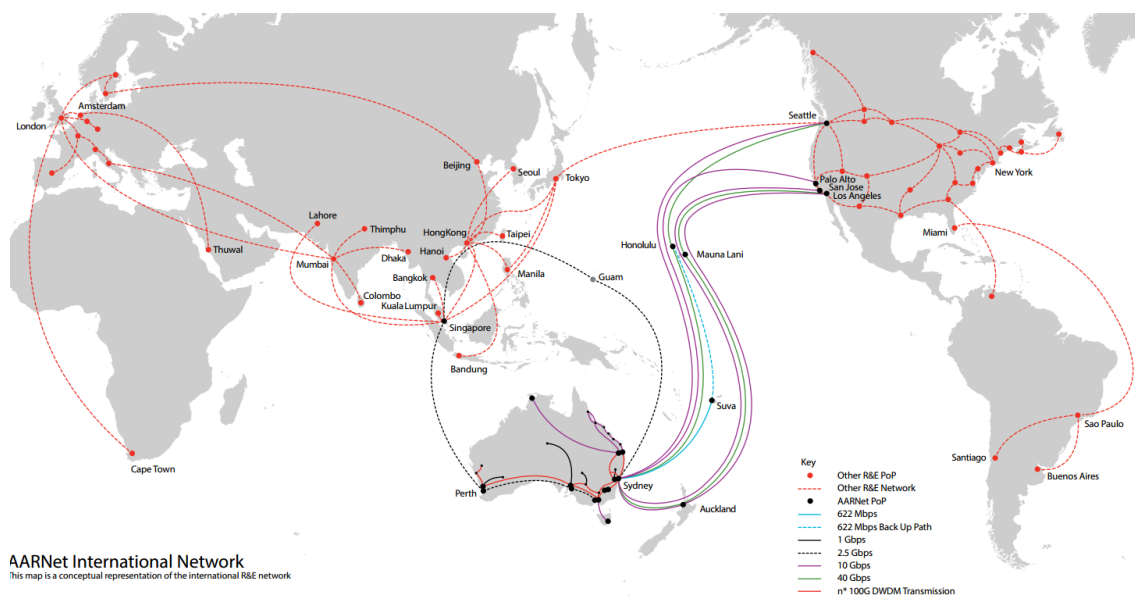 Amsterdam
London
Seattle
Beijing
Seoul
Tokyo
New York
Palo Alto
San Jose
Los Angeles
Lahore
Thimphu
HongKong
Taipei
Miami
Thuwal
Mumbai
Dhaka
Hanoi
Honolulu
Mauna Lani
Bangkok
Manila
Guam
Colombo
Kuala Lumpur
Singapore
Bandung
Suva
Sao Paulo
Cape Town
Perth
Sydney
Auckland
Santiago
Buenos Aires
Key
Other R&E PoP
Other R&E Network
AARNet PoP
622 Mbps
622 Mbps Back Up Path
1 Gbps
2.5 Gbps
10 Gbps
40 Gbps
n* 100G DWDM Transmission
AARNet International Network
This map is a conceptual representation of the international R&E network